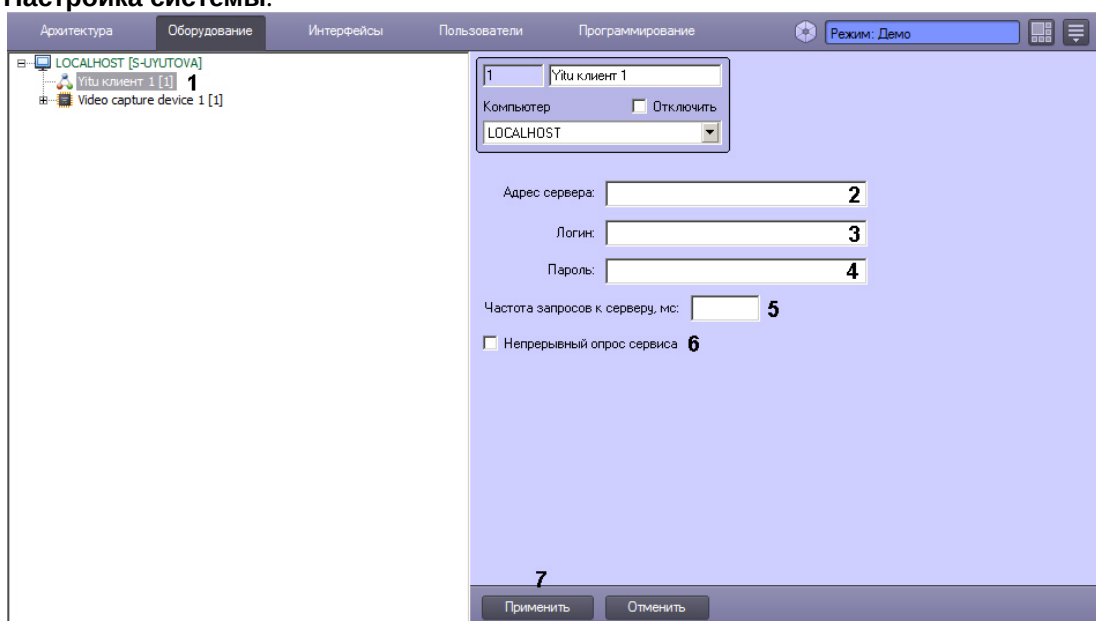 Настройка системы.
Архитектура Оборудование Интерфейсы Пользователи Программирование Режим: Демо
LOCALHOST [S-UYUTOVA]
Yitu клиент 1 [1] 1
Video capture device 1 [1]
1 Yitu клиент 1
Компьютер Отключить
LOCALHOST
Адрес сервера: 2
Логин: 3
Пароль: 4
Частота запросов к серверу, мс: 5
Непрерывный опрос сервиса 6
7
Применить Отменить